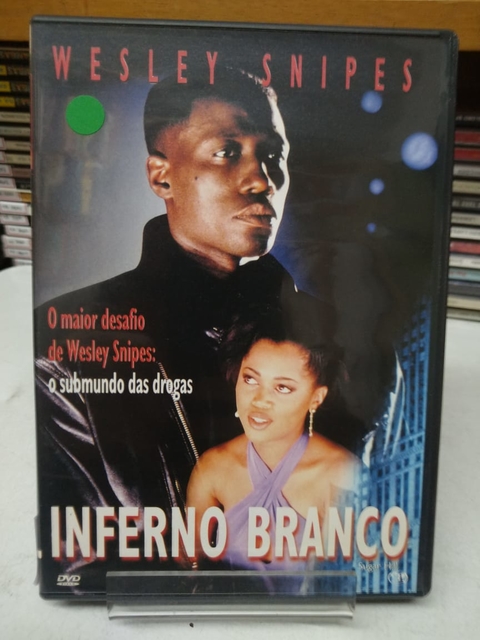 WESLEY SNIPES
O maior desafio
de Wesley Snipes:
o submundo das drogas
INFERNO BRANCO
DVD